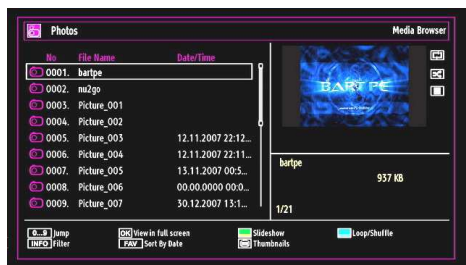 Photos Media Browser
No File Name Date/Time
0001. bartpe
0002. nu2go
0003. Picture_001
0004. Picture_002
0005. Picture_003 12.11.2007 22:12...
0006. Picture_004 12.11.2007 22:11...
0007. Picture_005 13.11.2007 00:5...
0008. Picture_006 00.00.0000 00:0...
0009. Picture_007 30.12.2007 13:1...
BART PE
bartpe
937 KB
1/21
0...9 Jump OK View in full screen Slideshow Loop/Shuffle
INFO Filter FAV Sort By Date Thumbnails